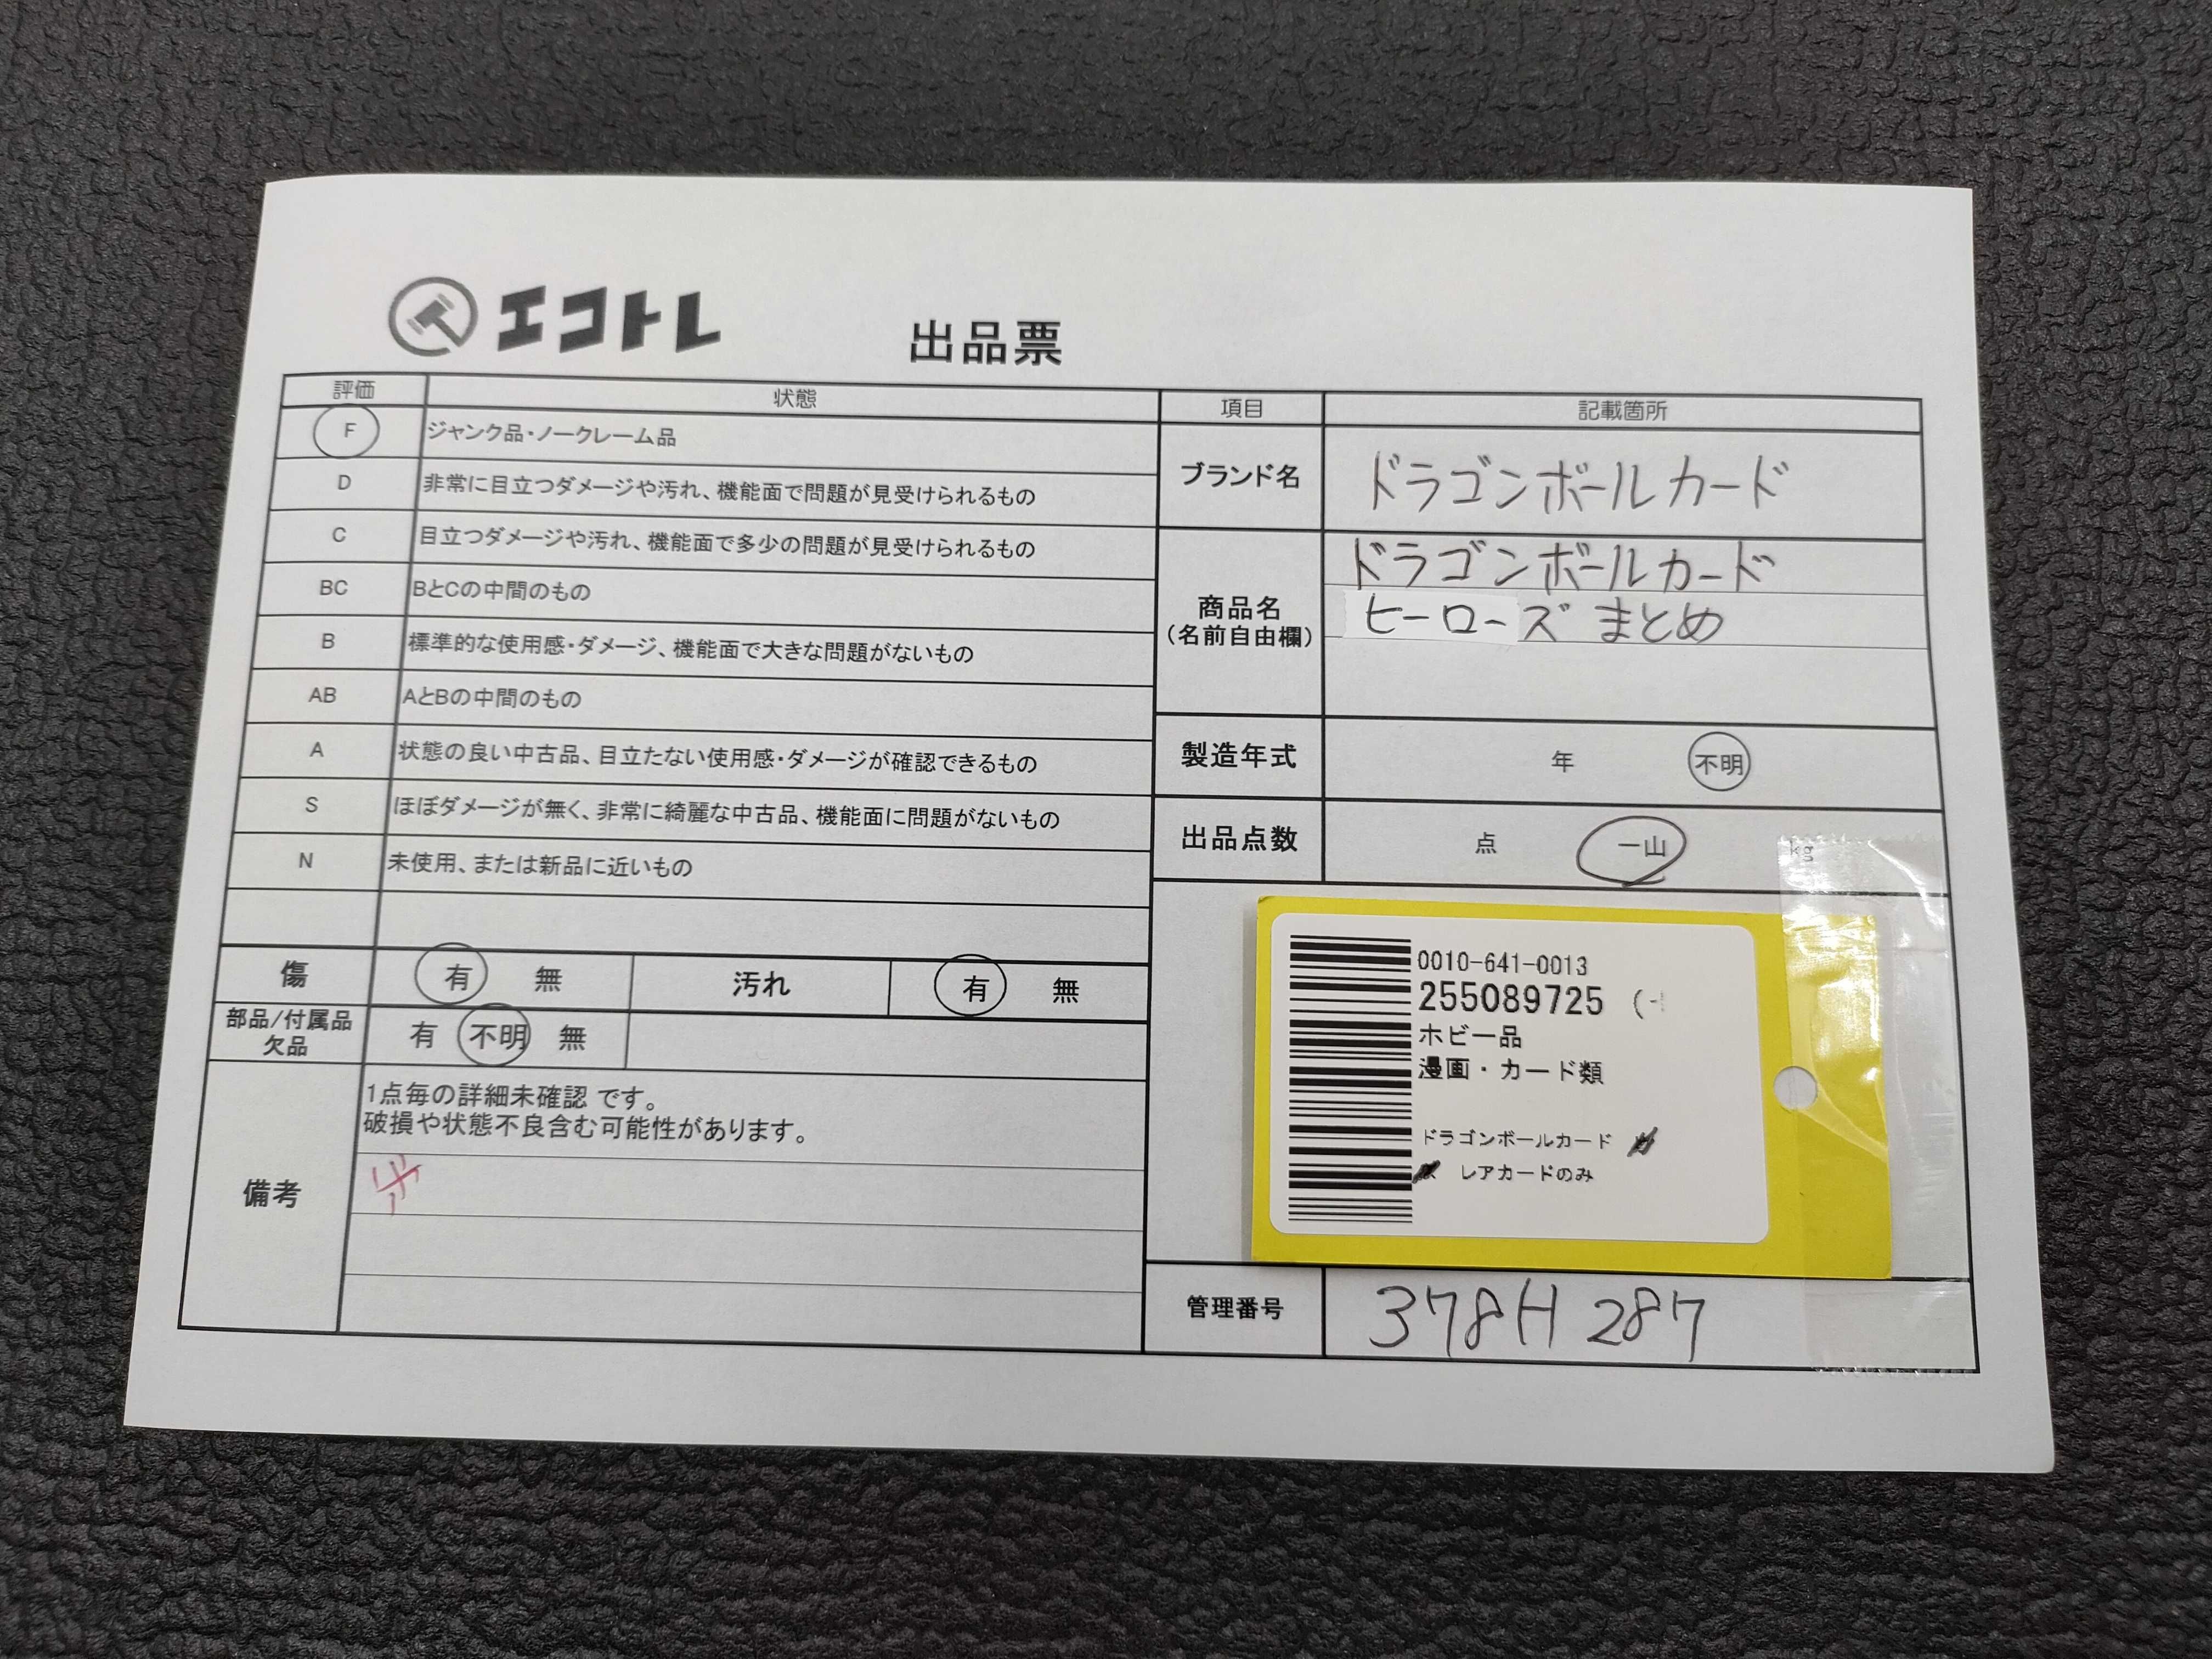 エコトレ
出品票
評価 状態
F ジャンク品・ノークレーム品
D 非常に目立つダメージや汚れ、機能面で問題が見受けられるもの
C 目立つダメージや汚れ、機能面で多少の問題が見受けられるもの
BC BとCの中間のもの
B 標準的な使用感・ダメージ、機能面で大きな問題がないもの
AB AとBの中間のもの
A 状態の良い中古品、目立たない使用感・ダメージが確認できるもの
S ほぼダメージが無く、非常に綺麗な中古品、機能面に問題がないもの
N 未使用、または新品に近いもの
傷 有 無 汚れ 有 無
部品/付属品
欠品 有 不明 無
備考
1点毎の詳細未確認 です。
破損や状態不良含む可能性があります。
項目 記載箇所
ブランド名 ドラゴンボールカード
商品名
(名前自由欄)
ドラゴンボールカード
ヒーローズ まとめ
製造年式 年 不明
出品点数 点 一山
kg
0010-641-0013
255089725
ホビー品
漫画・カード類
ドラゴンボールカード
レアカードのみ
管理番号 378H 287